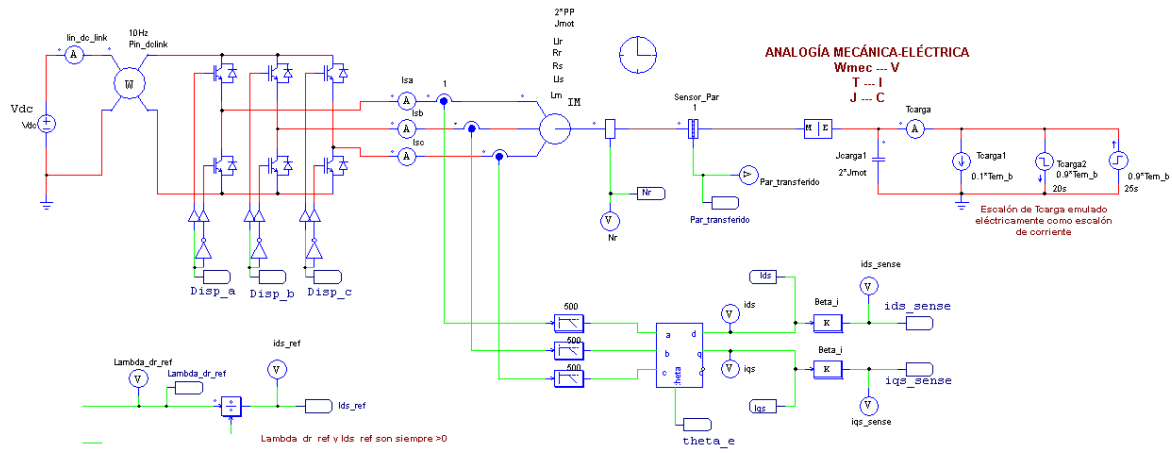 Iin_dc_link
A
10Hz
Pin_dclink
W
Vdc
Vdc
Disp_a
Disp_b
Disp_c
Isa
A
Isb
A
Isc
A
1
2*PP
Jmot
Llr
Rr
Rs
Lls
Lm
IM
ANALOGÍA MECÁNICA-ELÉCTRICA
Wmec --- V
T --- I
J --- C
Sensor_Par
1
Nr
V
Nr
Par_transferido
Par_transferido
M E
Tcarga
A
Jcarga1
2*Jmot
Tcarga1
0.1*Tem_b
Tcarga2
0.9*Tem_b
20s
0.9*Tem_b
25s
Escalón de Tcarga emulado
eléctricamente como escalón
de corriente
500
500
500
a
b
c
d
q
theta_e
ids
V
V
iqs
Ids
Iqs
Beta_i
K
Beta_i
K
ids_sense
V
ids_sense
iqs_sense
V
iqs_sense
Lambda_dr_ref
V
Lambda_dr_ref
ids_ref
V
Ids_ref
Lambda_dr_ref y Ids_ref son siempre >0